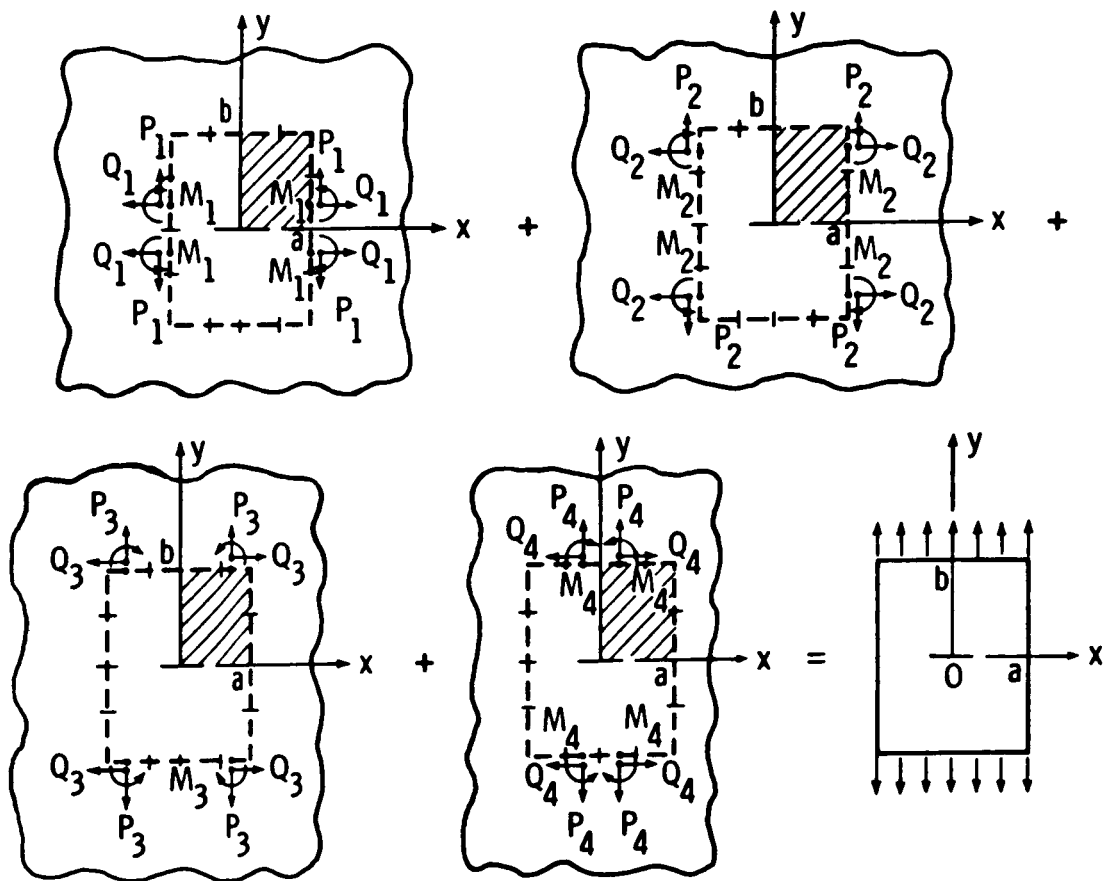 y
b
P1 P1
Q1 M1 M1 Q1
a x +
Q1 M1 M1 Q1
P1 P1
y
P2 b P2
Q2 Q2
M2 M2
a x +
M2 M2
Q2 Q2
P2 P2
y
P3 b P3
Q3 Q3
a x +
Q3 M3 Q3
P3 P3
y
P4 P4
Q4 Q4
M4 M4
a x =
M4 M4
Q4 Q4
P4 P4
y
b
O a x